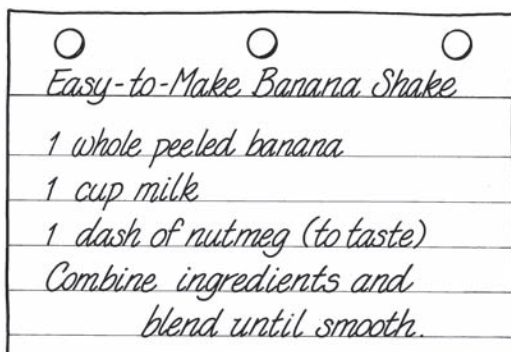 Easy-to-Make Banana Shake
1 whole peeled banana
1 cup milk
1 dash of nutmeg (to taste)
Combine ingredients and
blend until smooth.